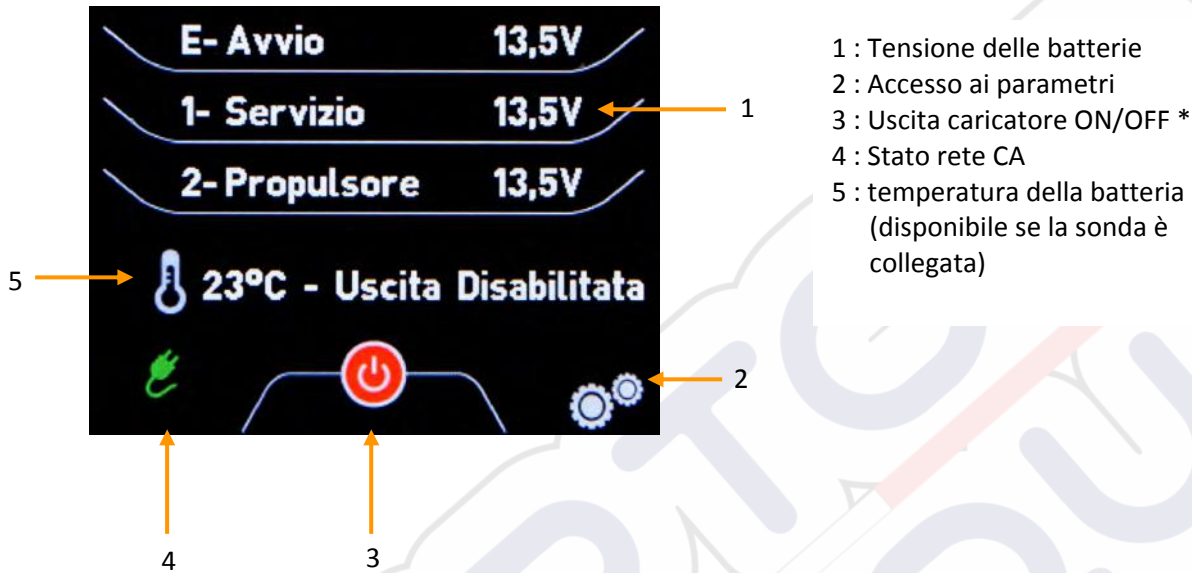 E- Avvio 13,5V
1- Servizio 13,5V
2- Propulsore 13,5V
23°C - Uscita Disabilitata
1
5
2
4
3
1 : Tensione delle batterie
2 : Accesso ai parametri
3 : Uscita caricatore ON/OFF *
4 : Stato rete CA
5 : temperatura della batteria
(disponibile se la sonda è
collegata)